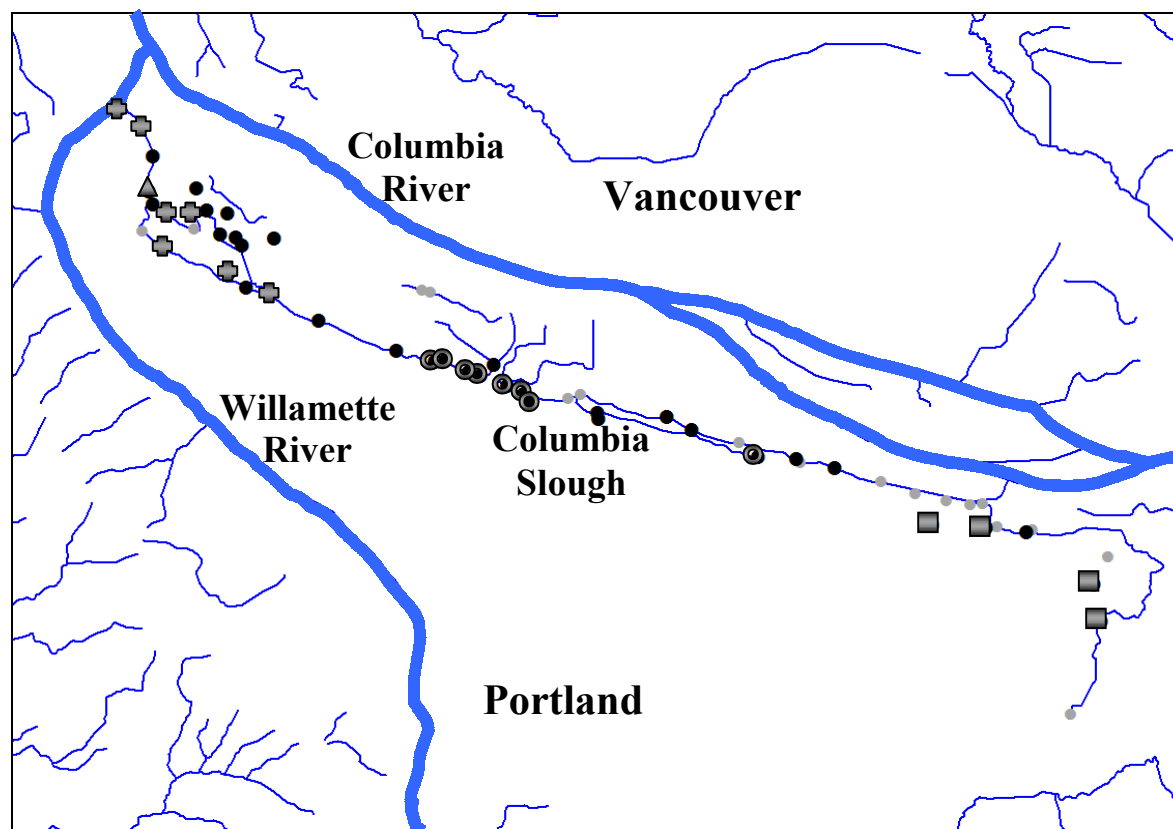 Columbia
River
Vancouver
Willamette
River
Columbia
Slough
Portland